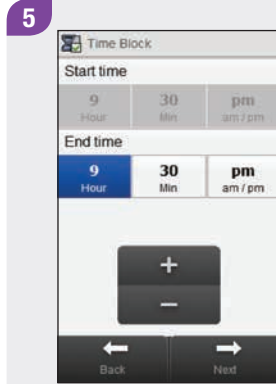 5
Time Block
Start time
9 30 pm
Hour Min am / pm
End time
9 30 pm
Hour Min am / pm
+
−
Back Next